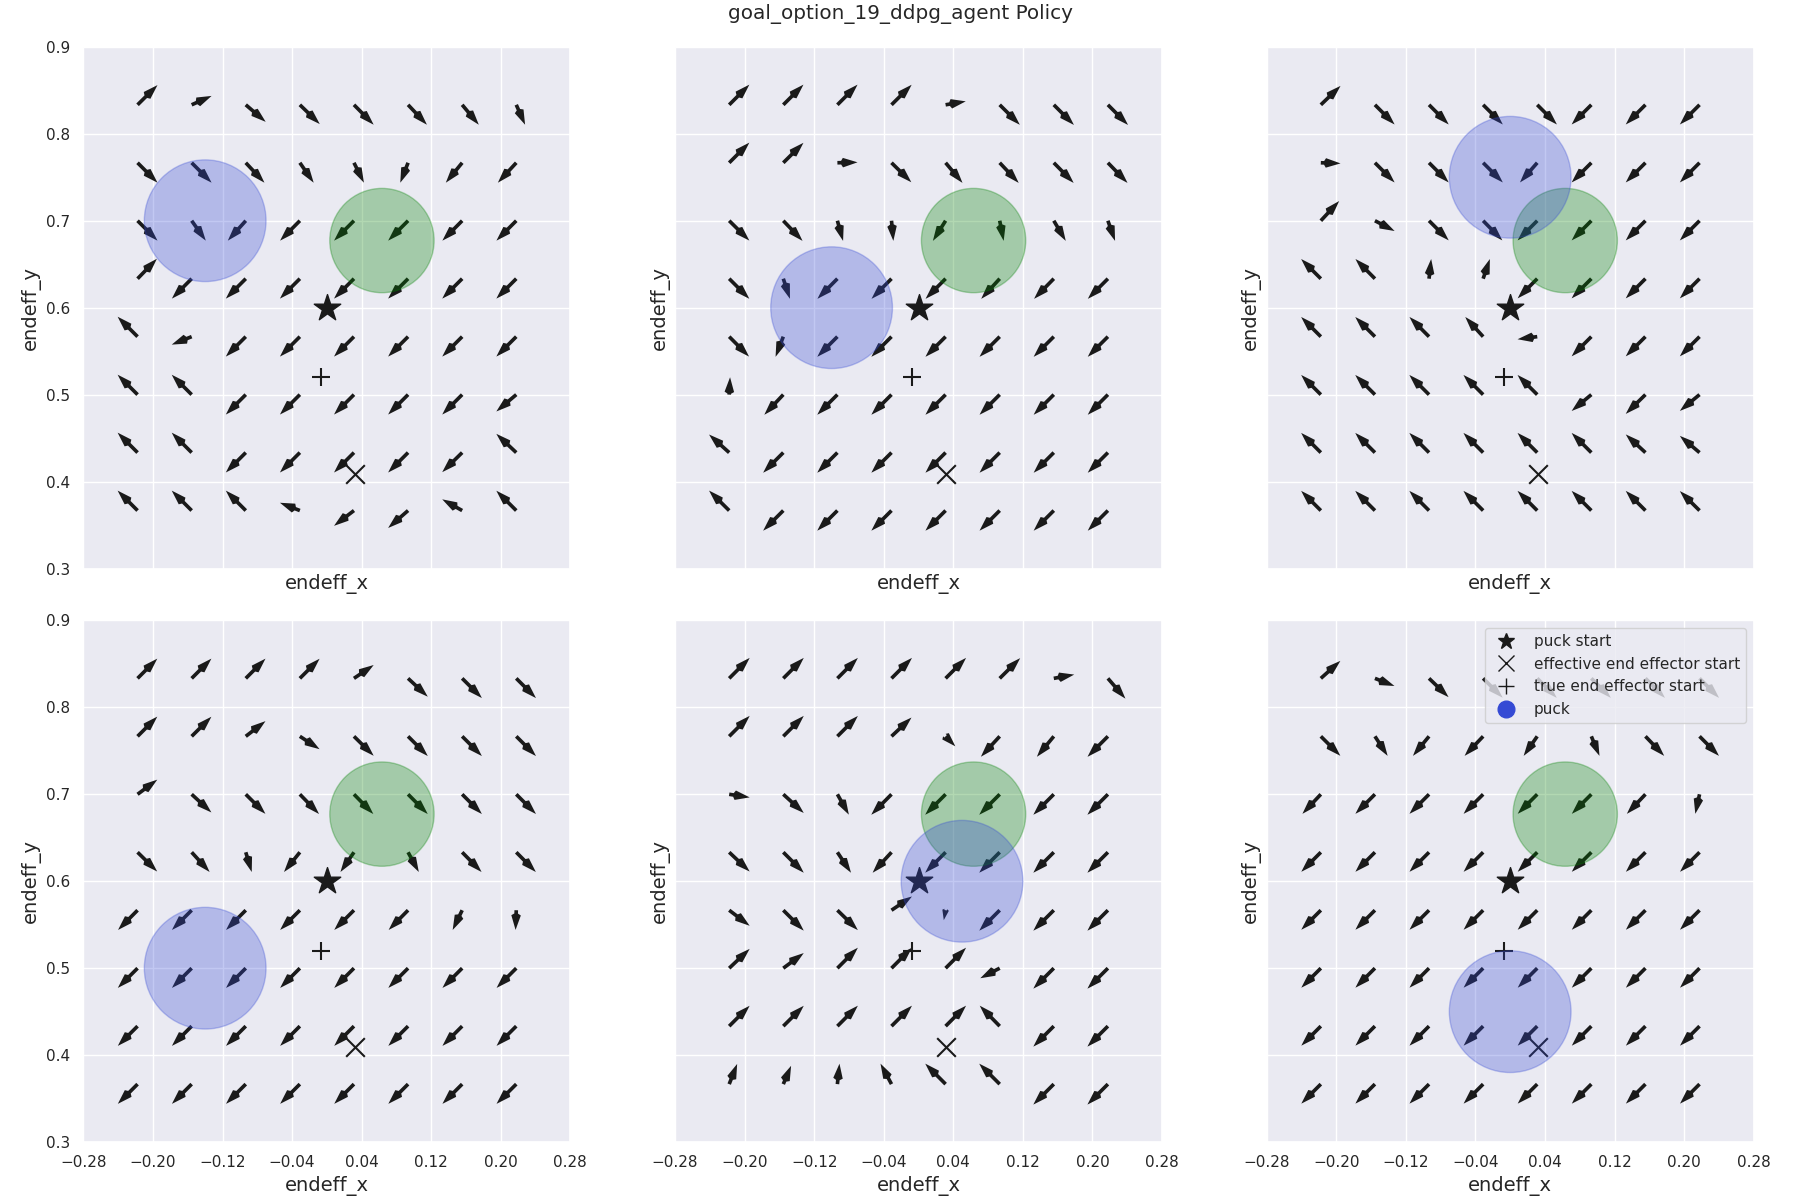 goal_option_19_ddpg_agent Policy
0.9
0.8
0.7
0.6
0.5
0.4
0.3
endeff_y
endeff_x
endeff_y
endeff_x
endeff_y
endeff_x
0.9
0.8
0.7
0.6
0.5
0.4
0.3
endeff_y
−0.28 −0.20 −0.12 −0.04 0.04 0.12 0.20 0.28
endeff_x
endeff_y
−0.28 −0.20 −0.12 −0.04 0.04 0.12 0.20 0.28
endeff_x
puck start
effective end effector start
true end effector start
puck
endeff_y
−0.28 −0.20 −0.12 −0.04 0.04 0.12 0.20 0.28
endeff_x